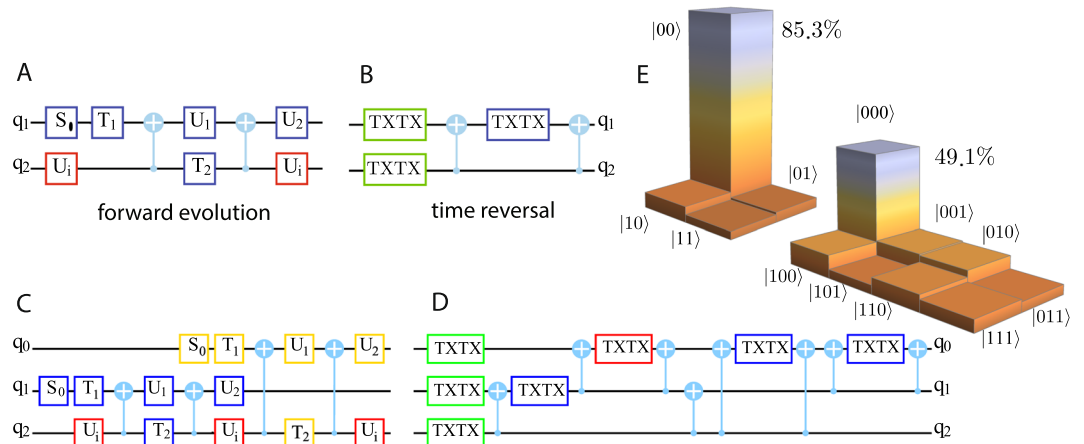 A
q₁ S T₁ U₁ U₂
q₂ Uᵢ T₂ Uᵢ
forward evolution
B
TXTX TXTX q₁
TXTX q₂
time reversal
E
|00⟩ 85.3%
|01⟩
|10⟩
|11⟩
|000⟩
49.1%
|001⟩
|010⟩
|100⟩
|101⟩
|110⟩
|011⟩
|111⟩
C
q₀ S₀ T₁ U₁ U₂
q₁ S₀ T₁ U₁ U₂
q₂ Uᵢ T₂ Uᵢ T₂ Uᵢ
D
TXTX TXTX TXTX TXTX q₀
TXTX TXTX q₁
TXTX q₂